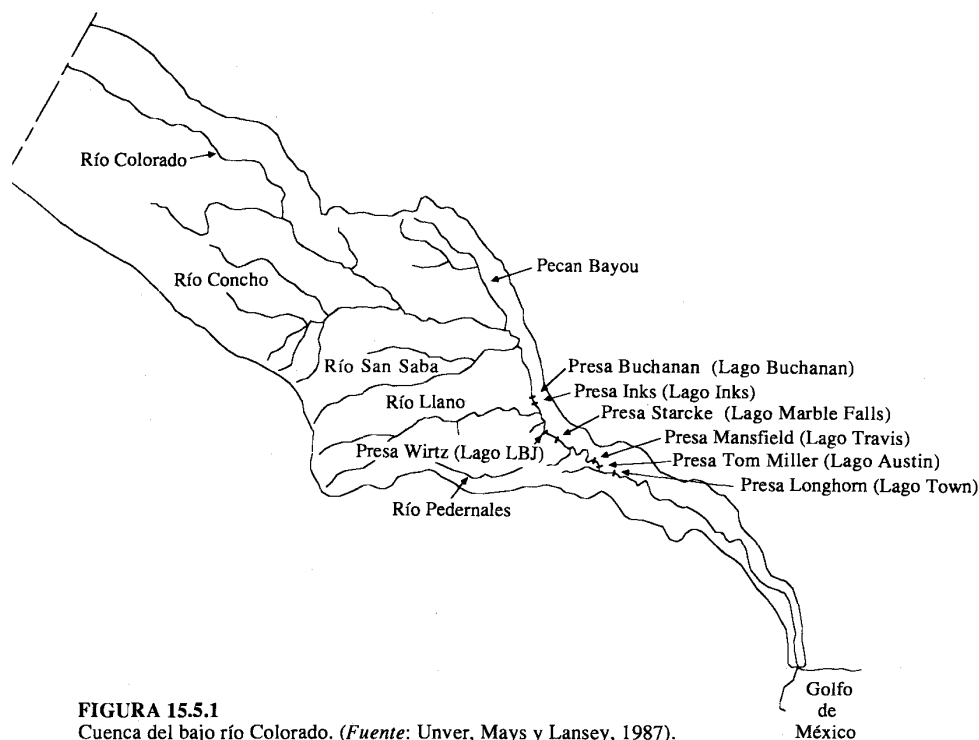 Río Colorado
Pecan Bayou
Río Concho
Río San Saba
Presa Buchanan (Lago Buchanan)
Presa Inks (Lago Inks)
Río Llano
Presa Starcke (Lago Marble Falls)
Presa Mansfield (Lago Travis)
Presa Wirtz (Lago LBJ)
Presa Tom Miller (Lago Austin)
Presa Longhorn (Lago Town)
Río Pedernales
Golfo
de
México
FIGURA 15.5.1
Cuenca del bajo río Colorado. (Fuente: Unver, Mays y Lansey, 1987).